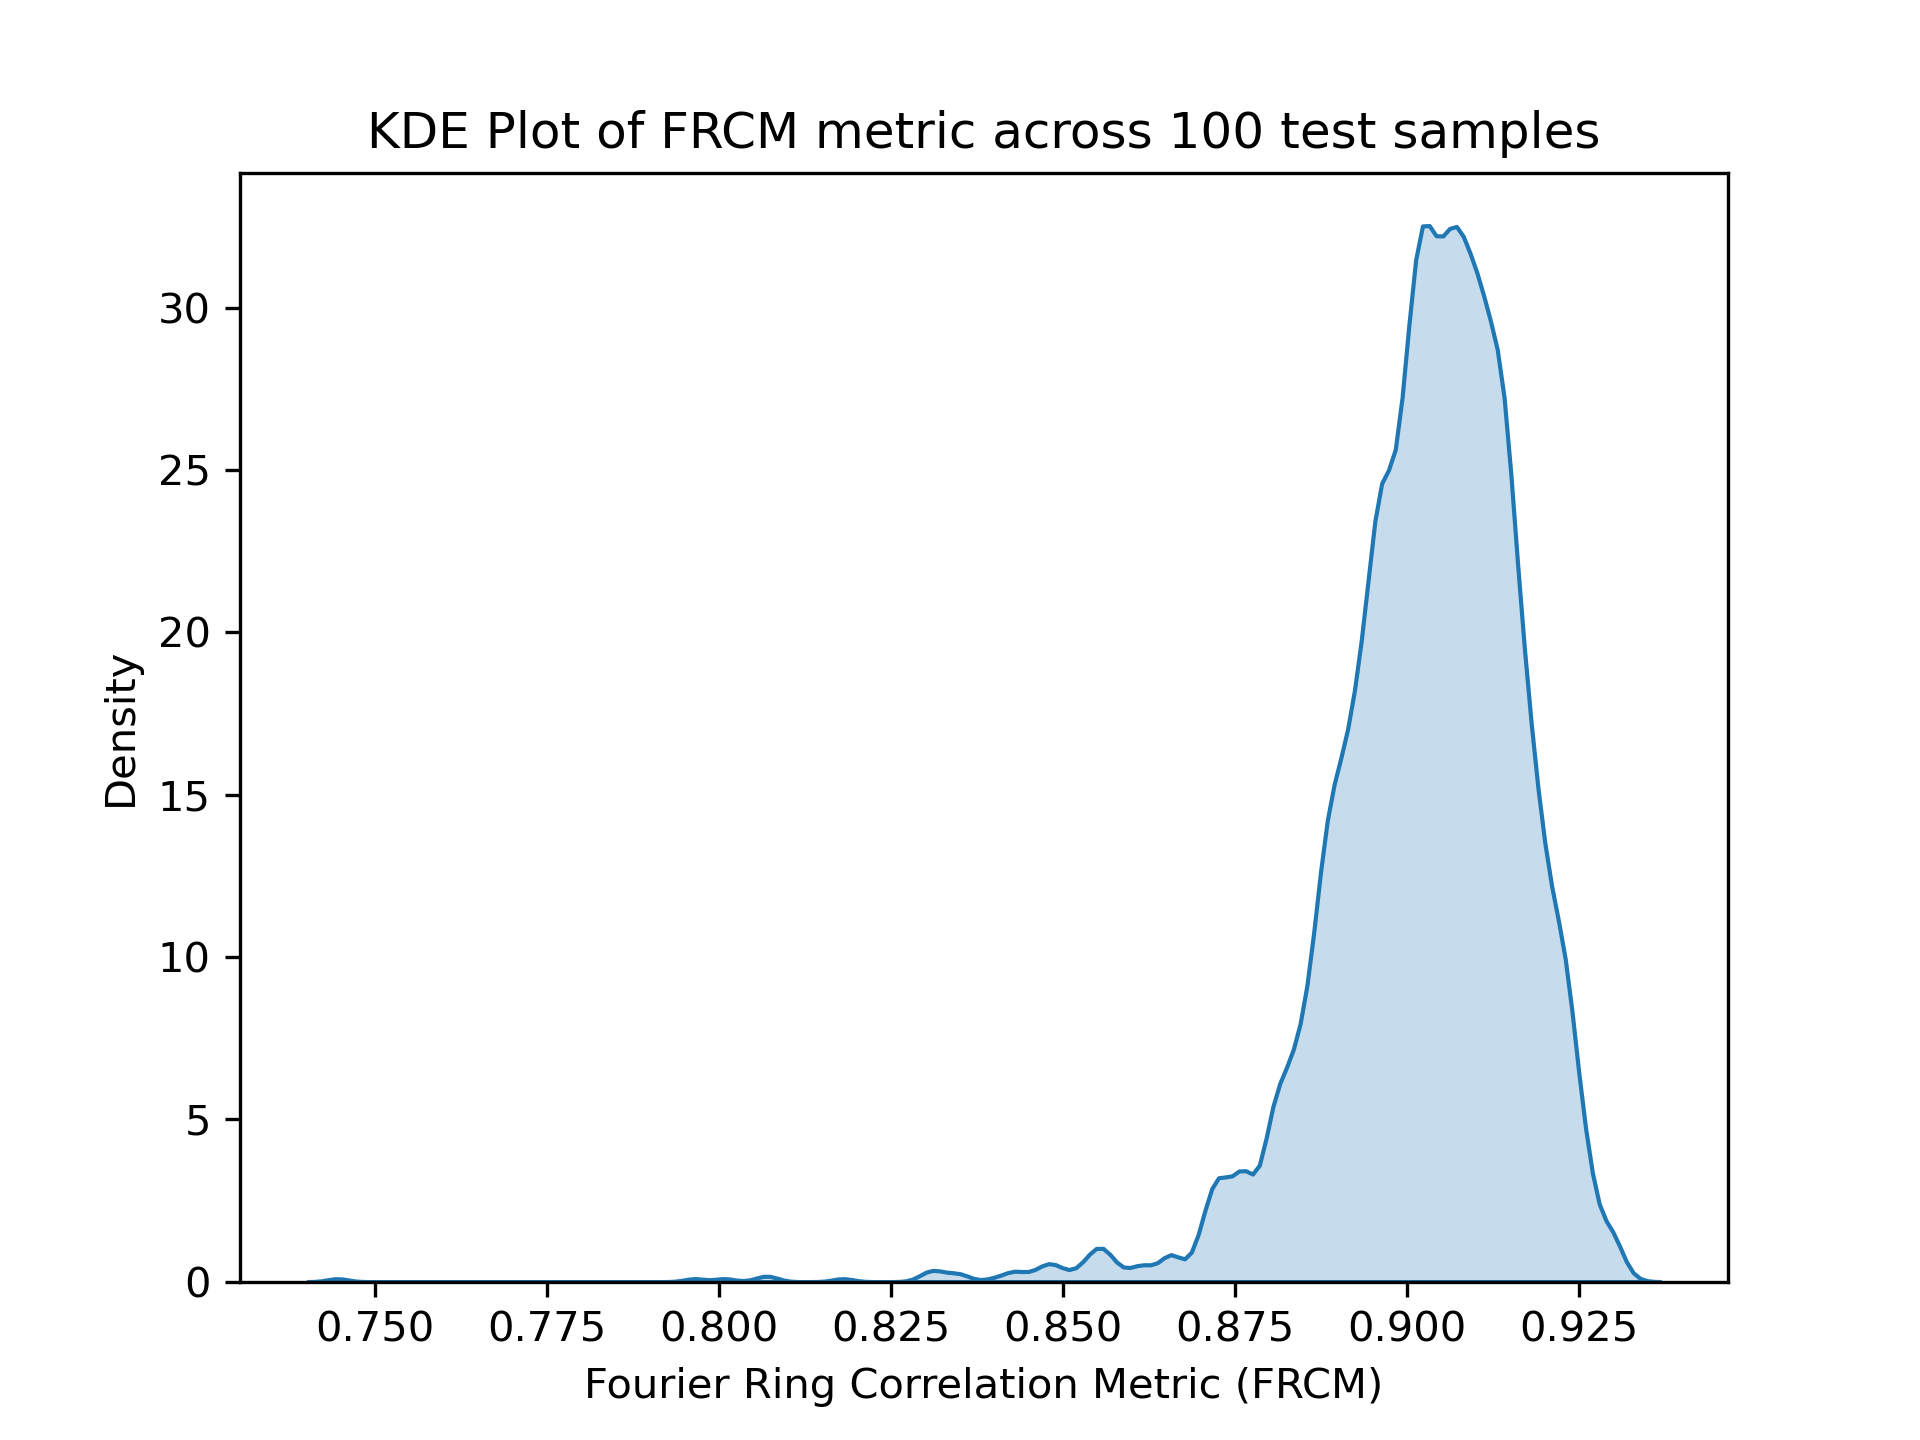 KDE Plot of FRCM metric across 100 test samples
30
25
20
15
10
5
0
Density
0.750 0.775 0.800 0.825 0.850 0.875 0.900 0.925
Fourier Ring Correlation Metric (FRCM)